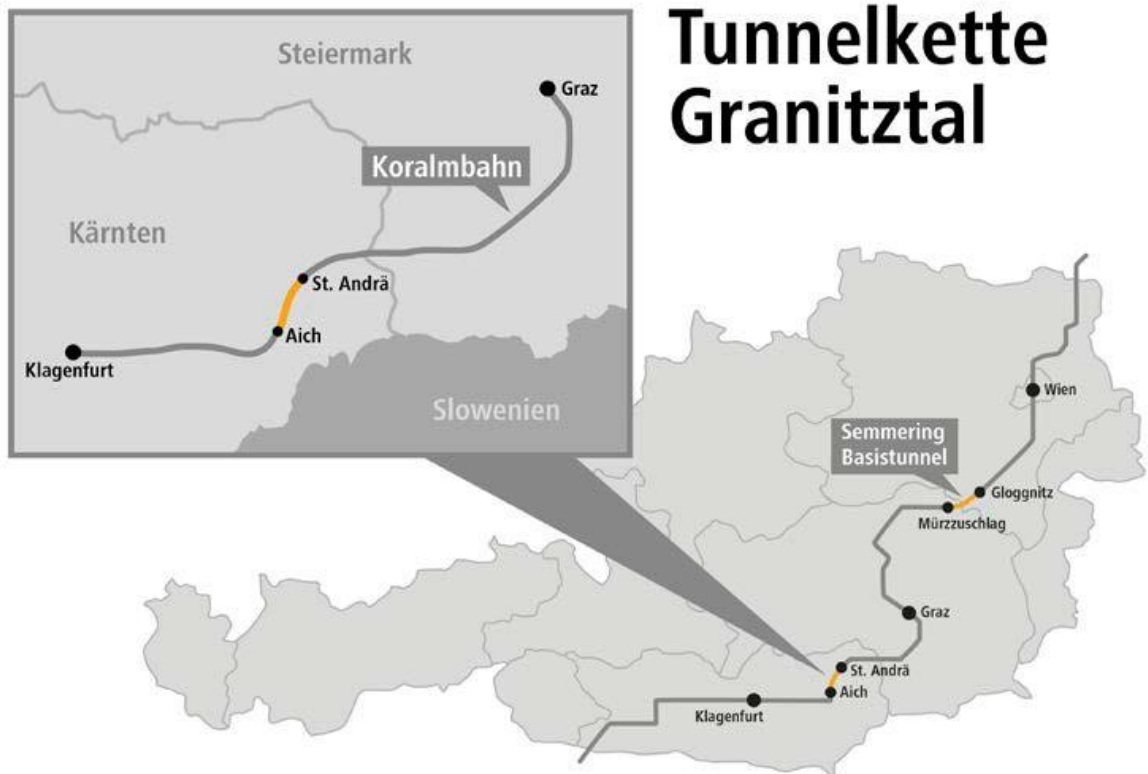 Tunnelkette
Granitztal
Steiermark
Graz
Koralmbahn
Kärnten
St. Andrä
Aich
Klagenfurt
Slowenien
Wien
Semmering
Basistunnel
Gloggnitz
Mürzzuschlag
Graz
St. Andrä
Aich
Klagenfurt